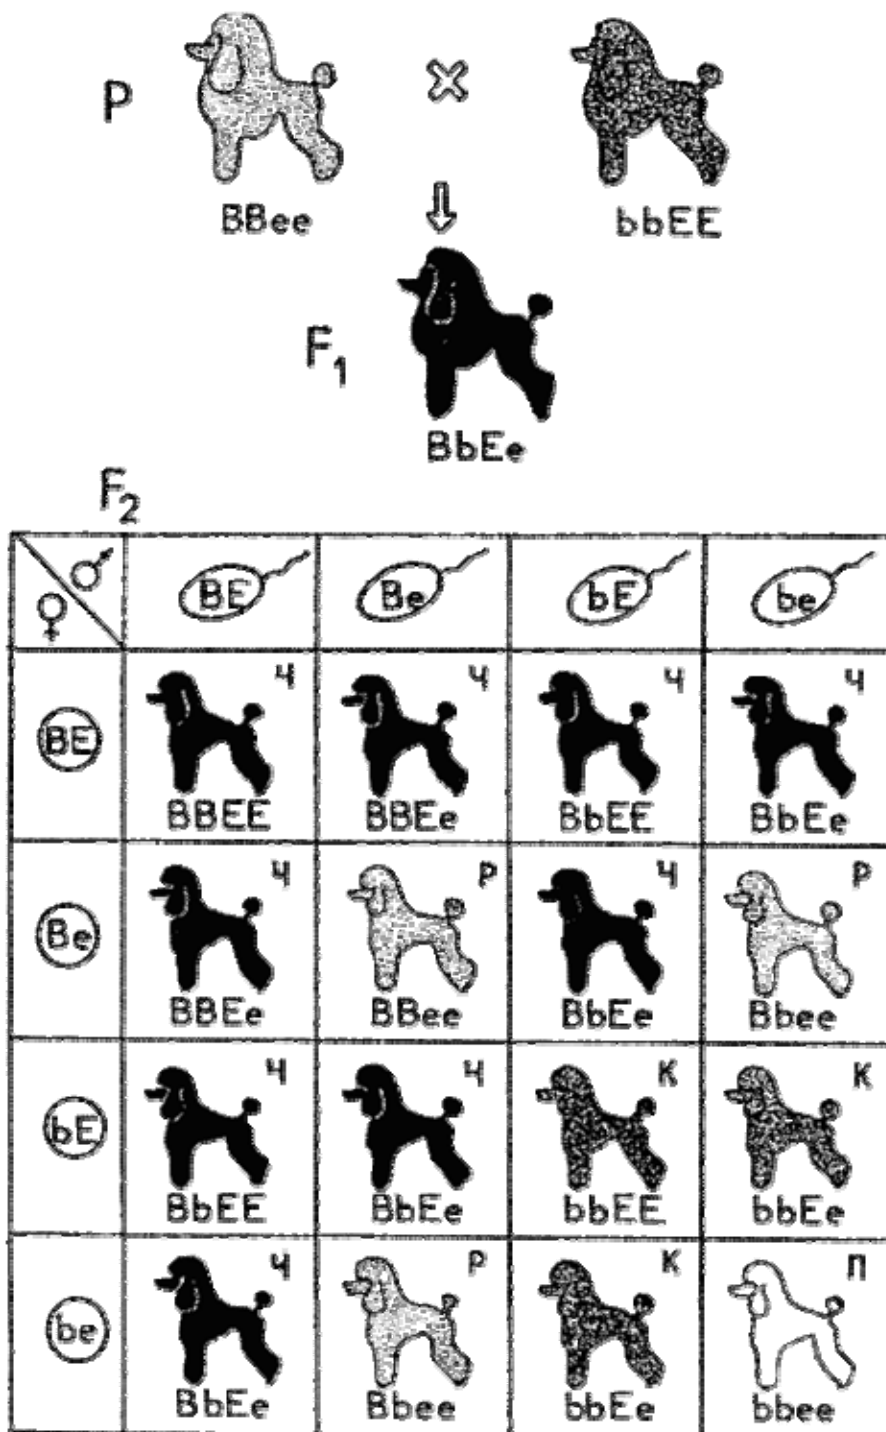 P
BBee bbEE
F1
BbEe
F2
BE Be bE be
BE Ч Ч Ч Ч
BBEE BBEe BbEE BbEe
Be Ч Р Ч Р
BBEe BBee BbEe Bbee
bE Ч Ч К К
BbEE BbEe bbEE bbEe
be Ч Р К П
BbEe Bbee bbEe bbee